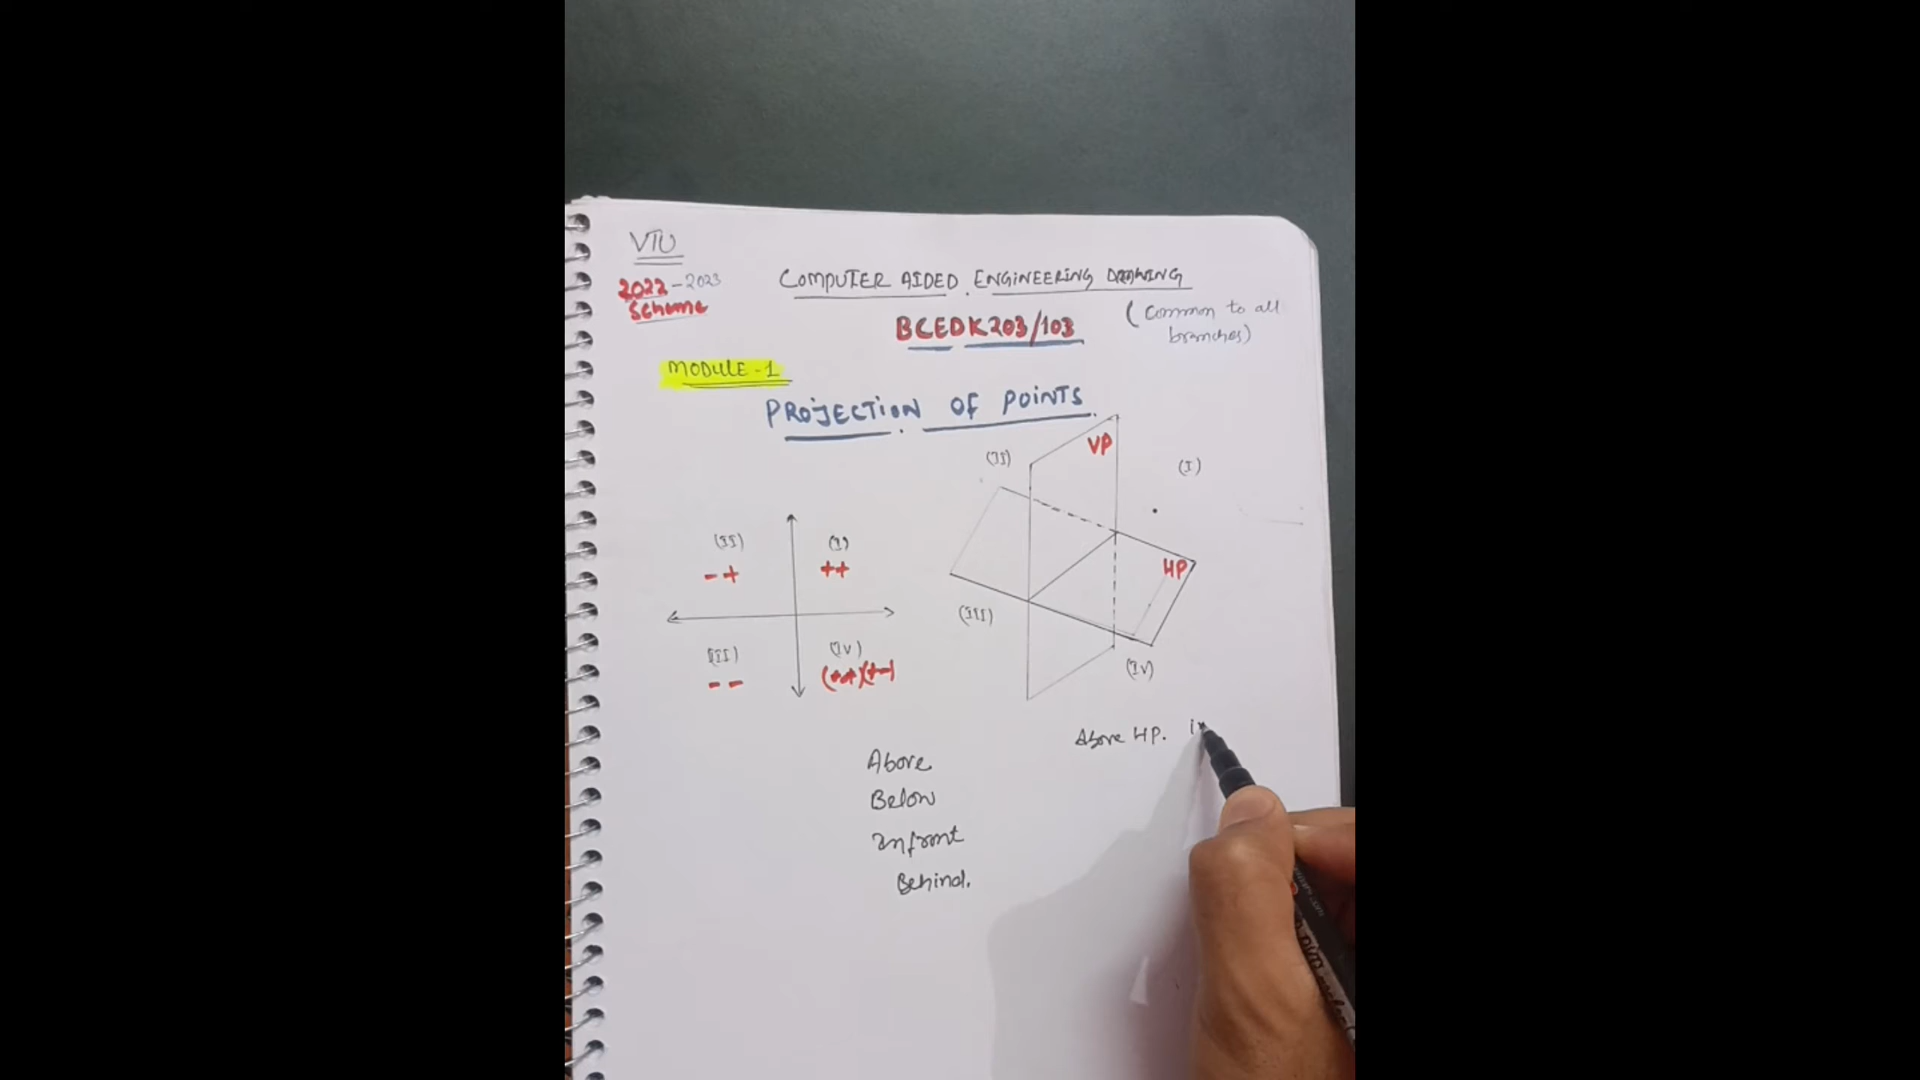 VTU
2022-2023
Scheme
COMPUTER AIDED ENGINEERING DRAWING
BCEDK203/103
(Common to all
branches)
MODULE-1
PROJECTION OF POINTS.
VP
(II)
(I)
(II)
(I)
-+
++
HP
(III)
(IV)
(III)
(IV)
--
(+-)
Above HP. in
Above
Below
Infront
Behind.